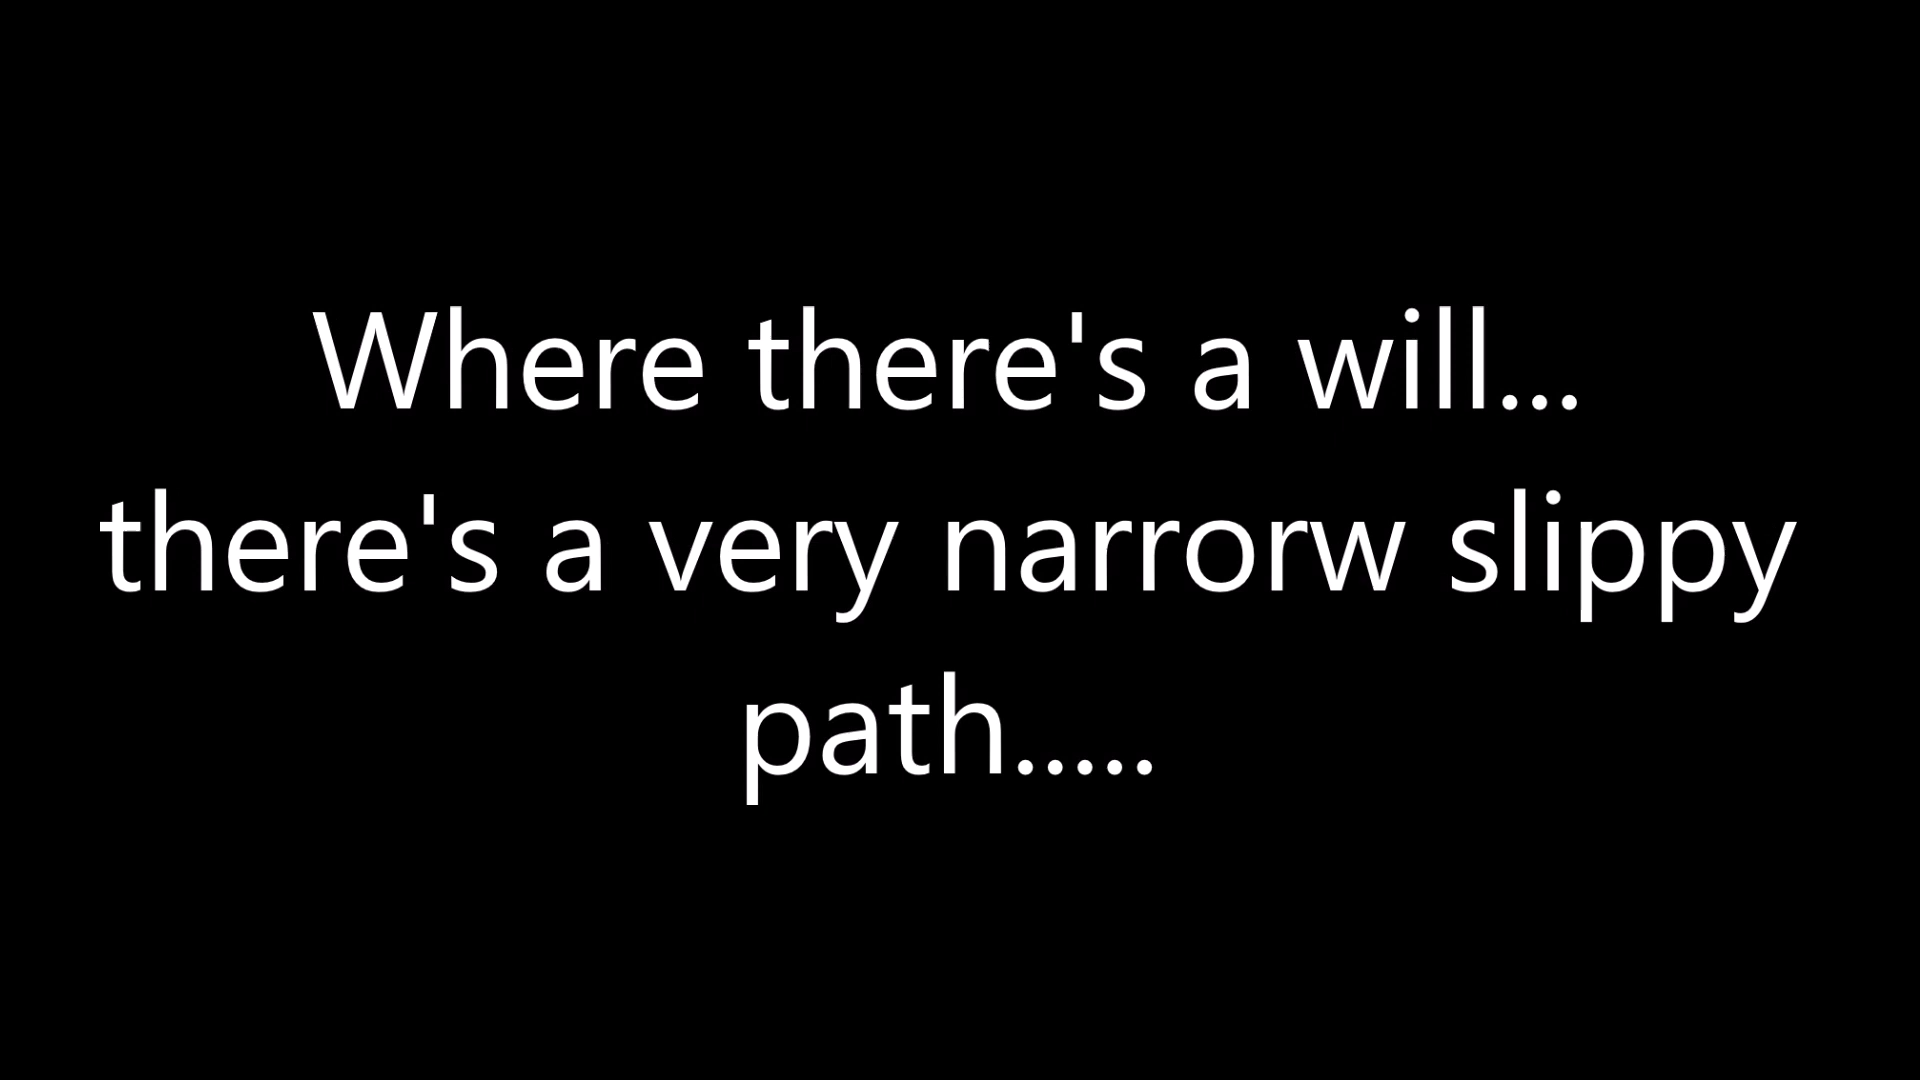 Where there's a will...
there's a very narrorw slippy
path.....